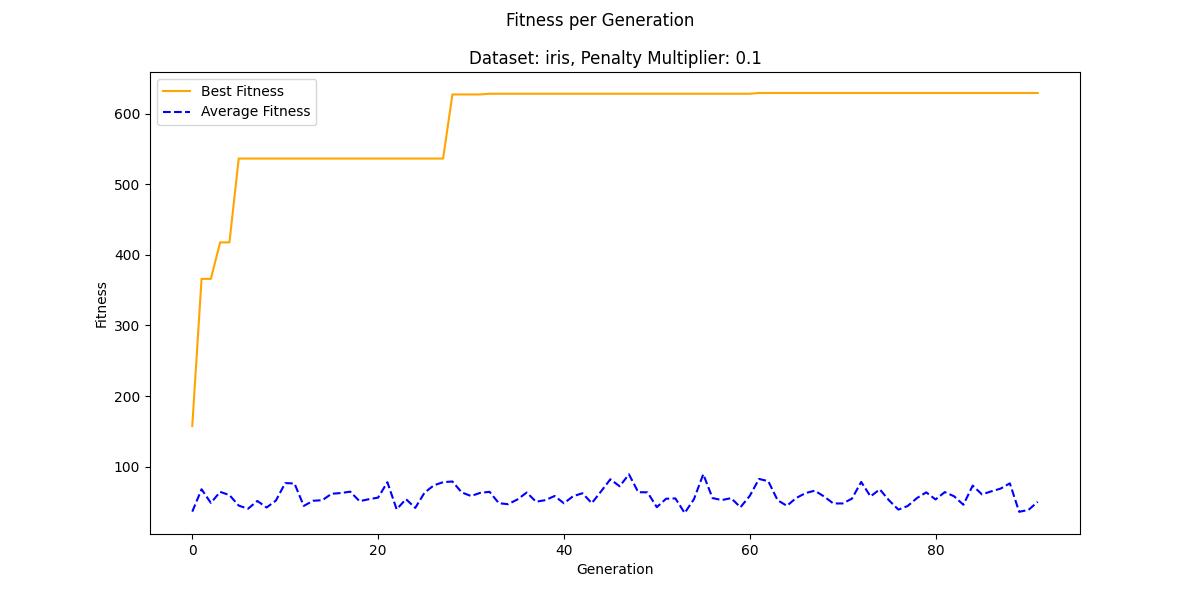 Fitness per Generation
Dataset: iris, Penalty Multiplier: 0.1
Best Fitness
Average Fitness
600
500
400
300
200
100
Fitness
0 20 40 60 80
Generation